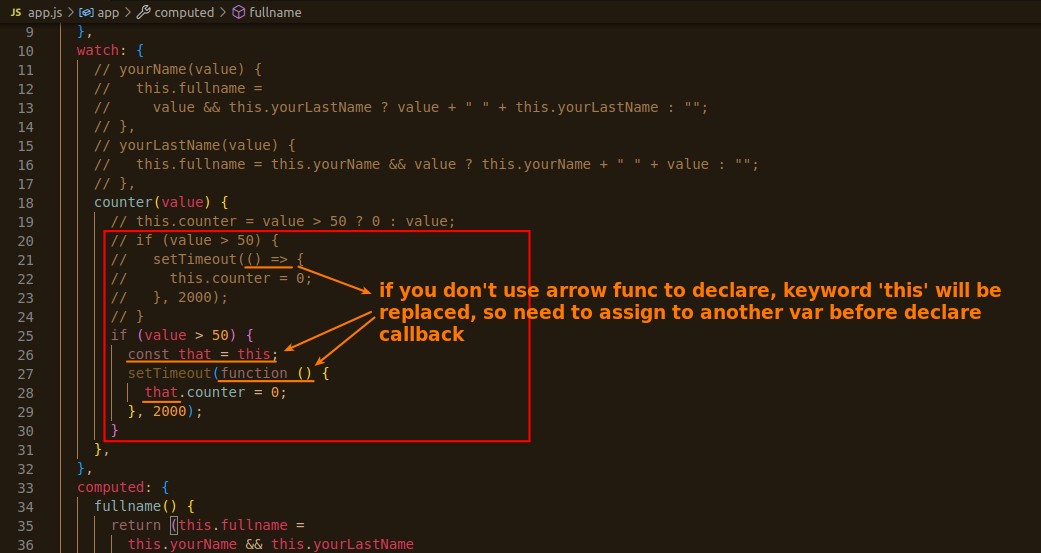 JS app.js > app > computed > fullname
9 },
10 watch: {
11 // yourName(value) {
12 //   this.fullname =
13 //     value && this.yourLastName ? value + " " + this.yourLastName : "";
14 // },
15 // yourLastName(value) {
16 //   this.fullname = this.yourName && value ? this.yourName + " " + value : "";
17 // },
18 counter(value) {
19 // this.counter = value > 50 ? 0 : value;
20 // if (value > 50) {
21 //   setTimeout(() => {
22 //     this.counter = 0;
23 //   }, 2000);
24 // }
25 if (value > 50) {
26 const that = this;
27 setTimeout(function () {
28 that.counter = 0;
29 }, 2000);
30 }
31 },
32 },
33 computed: {
34 fullname() {
35 return (this.fullname =
36 this.yourName && this.yourLastName
if you don't use arrow func to declare, keyword 'this' will be
replaced, so need to assign to another var before declare
callback